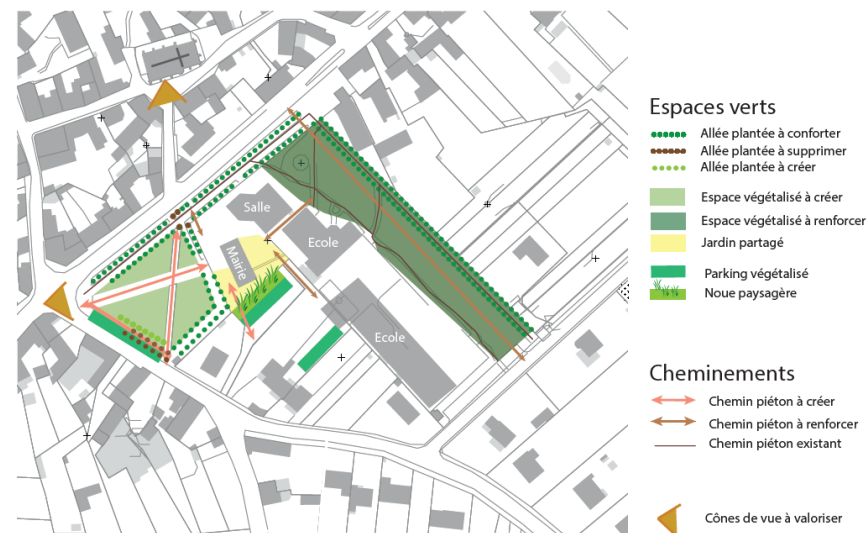 Salle
Ecole
Mairie
Ecole
Espaces verts
Allée plantée à conforter
Allée plantée à supprimer
Allée plantée à créer
Espace végétalisé à créer
Espace végétalisé à renforcer
Jardin partagé
Parking végétalisé
Noue paysagère
Cheminements
Chemin piéton à créer
Chemin piéton à renforcer
Chemin piéton existant
Cônes de vue à valoriser